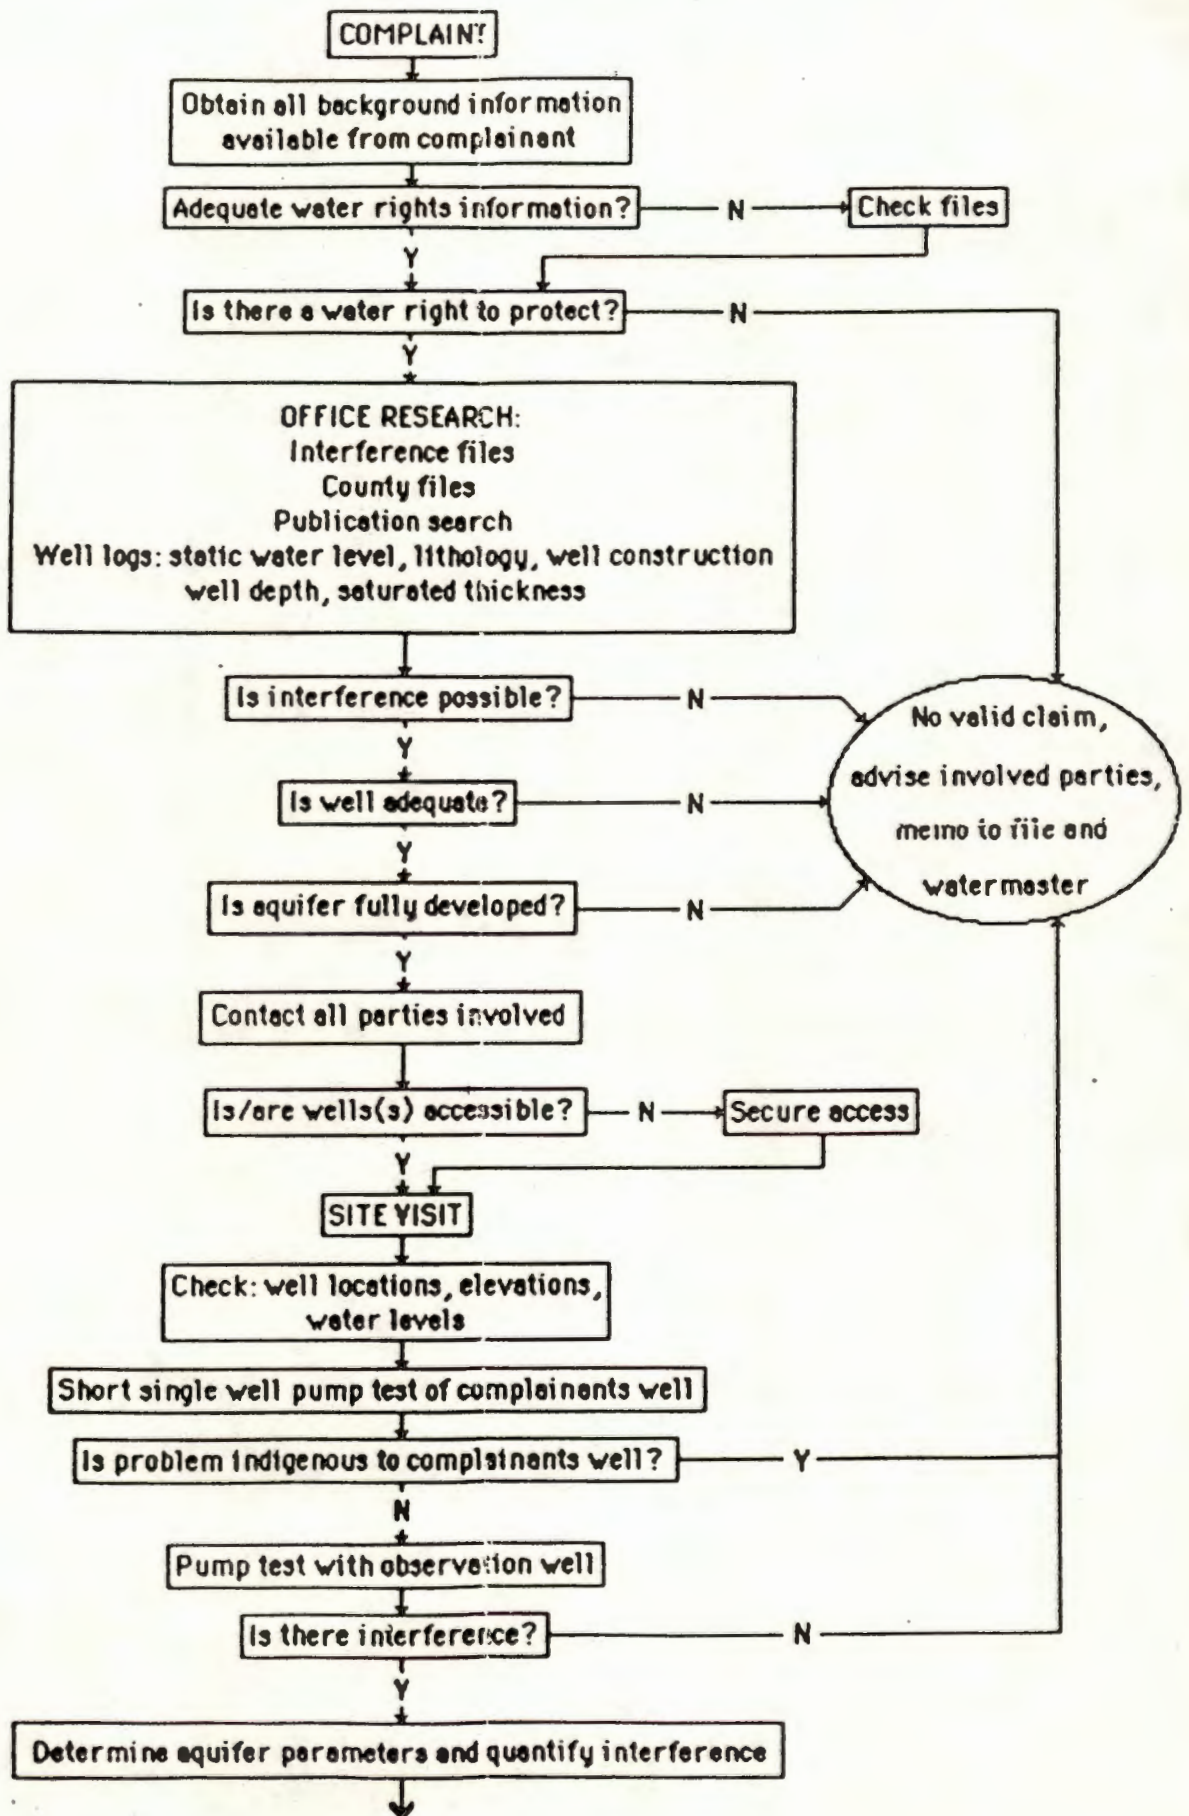 COMPLAINT
Obtain all background information
available from complainant
Adequate water rights information?
N
Check files
Y
Is there a water right to protect?
N
Y
OFFICE RESEARCH:
Interference files
County files
Publication search
Well logs: static water level, lithology, well construction
well depth, saturated thickness
Is interference possible?
N
Y
Is well adequate?
N
Y
Is aquifer fully developed?
N
No valid claim,
advise involved parties,
memo to file and
watermaster
Y
Contact all parties involved
Is/are wells(s) accessible?
N
Secure access
Y
SITE VISIT
Check: well locations, elevations,
water levels
Short single well pump test of complainants well
Is problem indigenous to complainants well?
Y
N
Pump test with observation well
Is there interference?
N
Y
Determine aquifer parameters and quantify interference